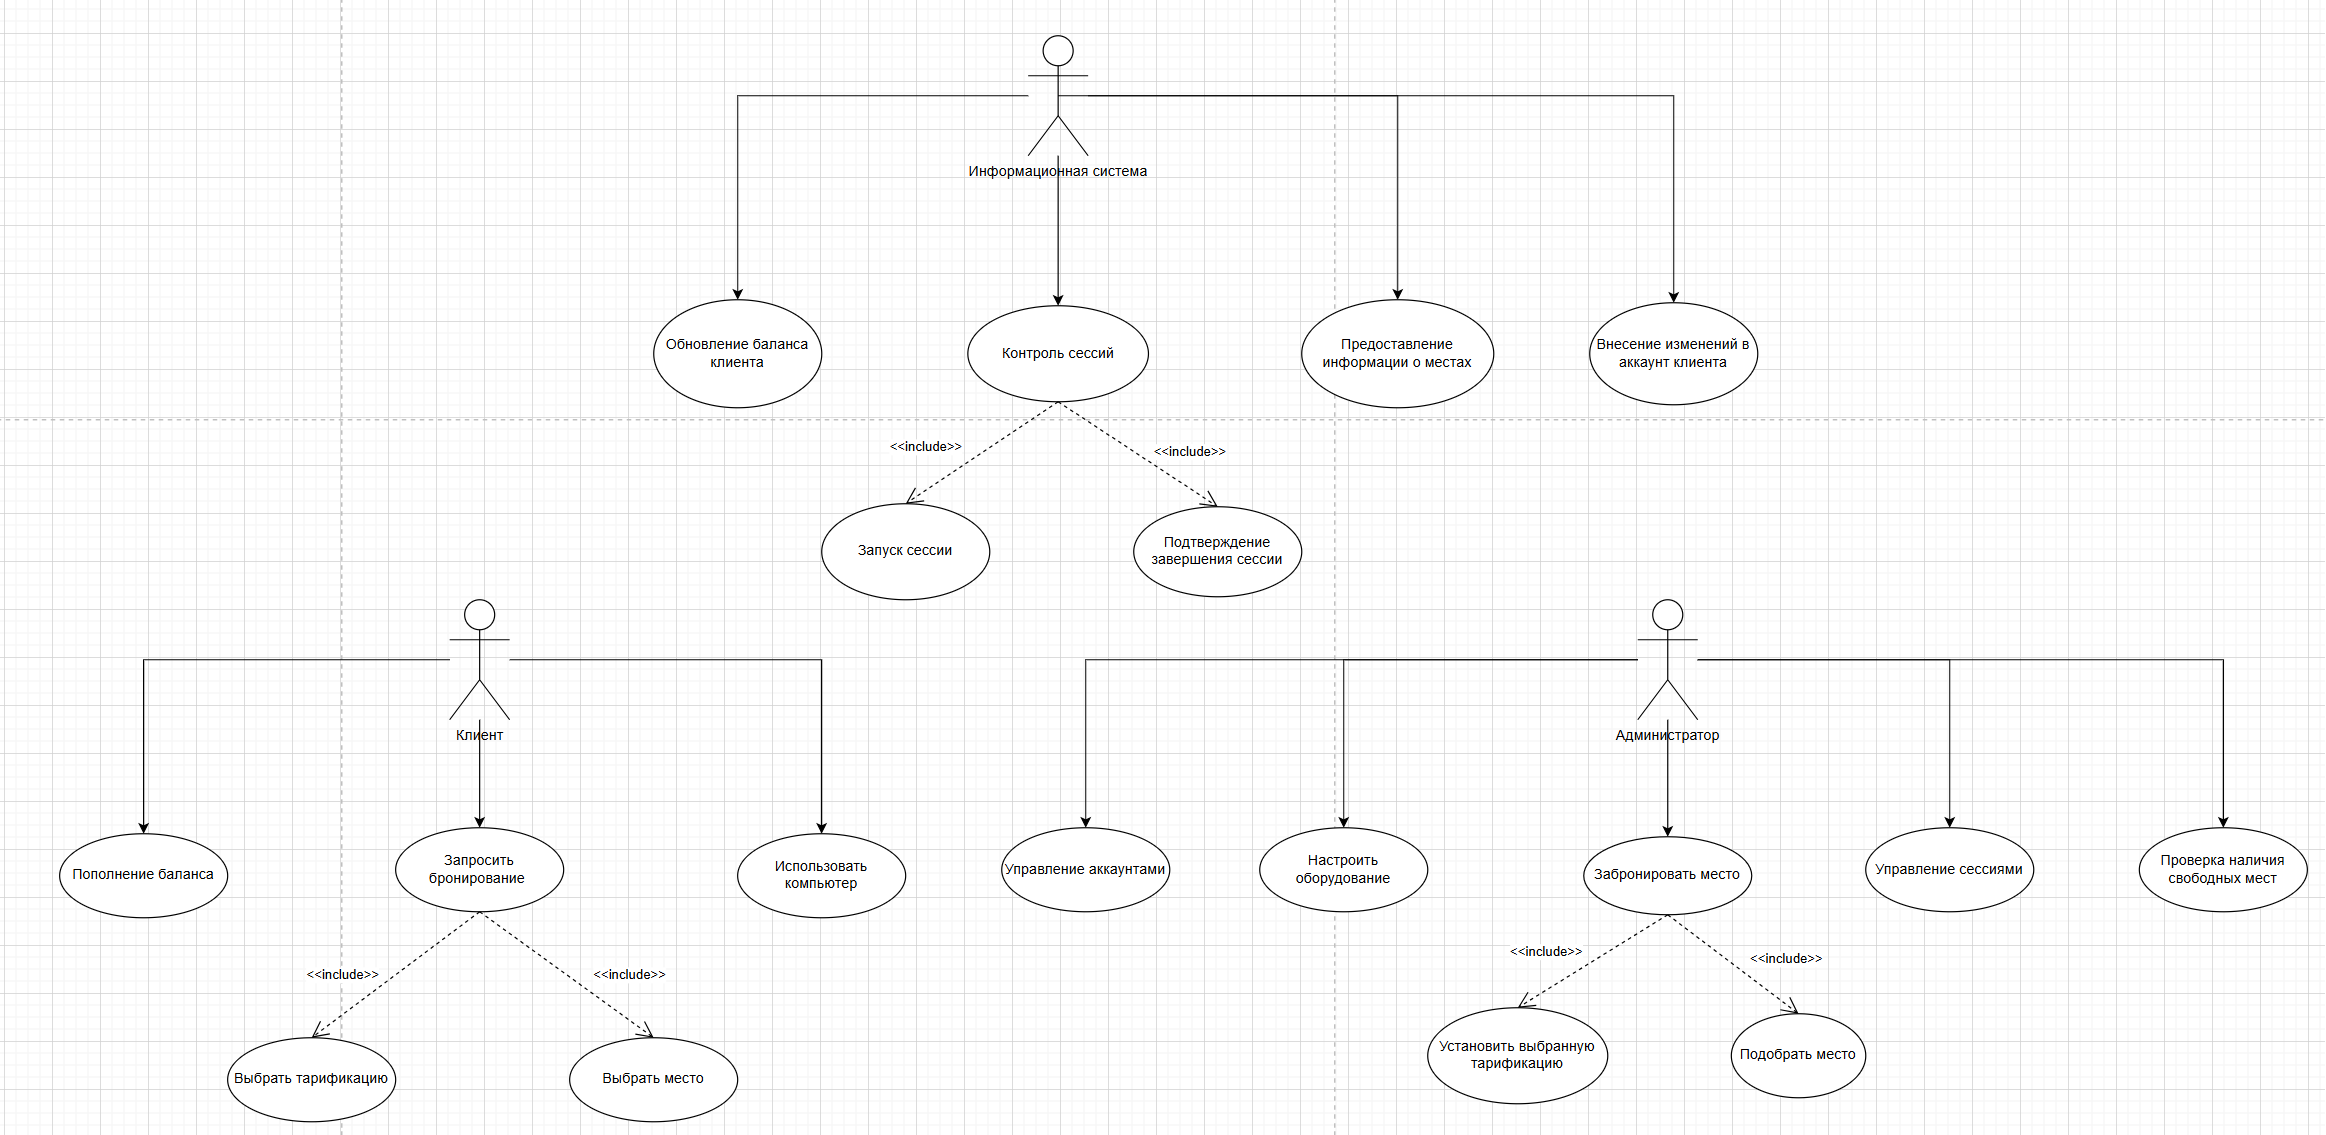 Информационная система
Обновление баланса
клиента
Контроль сессий
Предоставление
информации о местах
Внесение изменений в
аккаунт клиента
<<include>>
<<include>>
Запуск сессии
Подтверждение
завершения сессии
Клиент
Администратор
Пополнение баланса
Запросить
бронирование
Использовать
компьютер
Управление аккаунтами
Настроить
оборудование
Забронировать место
Управление сессиями
Проверка наличия
свободных мест
<<include>>
<<include>>
<<include>>
<<include>>
Выбрать тарификацию
Выбрать место
Установить выбранную
тарификацию
Подобрать место